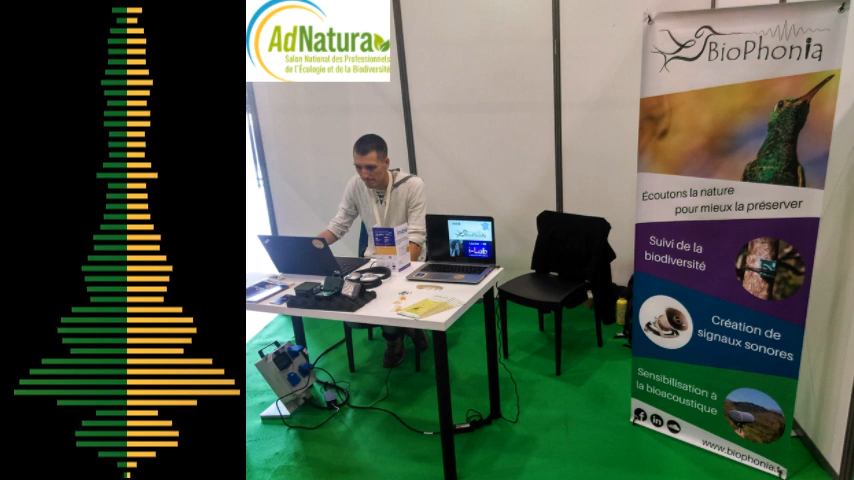 AdNatura
Salon National des Professionnels
de l'Écologie et de la Biodiversité
BioPhonia
Écoutons la nature
pour mieux la préserver
Suivi de la
biodiversité
Création de
signaux sonores
Sensibilisation à
la bioacoustique
www.biophonia.fr
BioPhonia